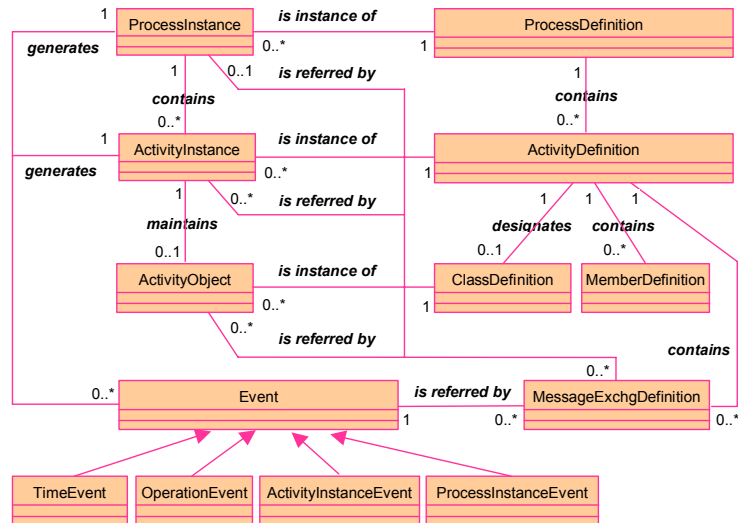 1 ProcessInstance is instance of ProcessDefinition
generates 0..* 1
1 0..1 is referred by 1
contains contains
0..* 0..*
1 ActivityInstance is instance of ActivityDefinition
generates 0..* 1
1 0..* is referred by 1 1 1
maintains designates contains
0..1 0..1 0..*
ActivityObject is instance of ClassDefinition MemberDefinition
0..* 1
0..* is referred by contains
0..*
0..* Event is referred by MessageExchgDefinition
1 0..* 0..*
TimeEvent OperationEvent ActivityInstanceEvent ProcessInstanceEvent